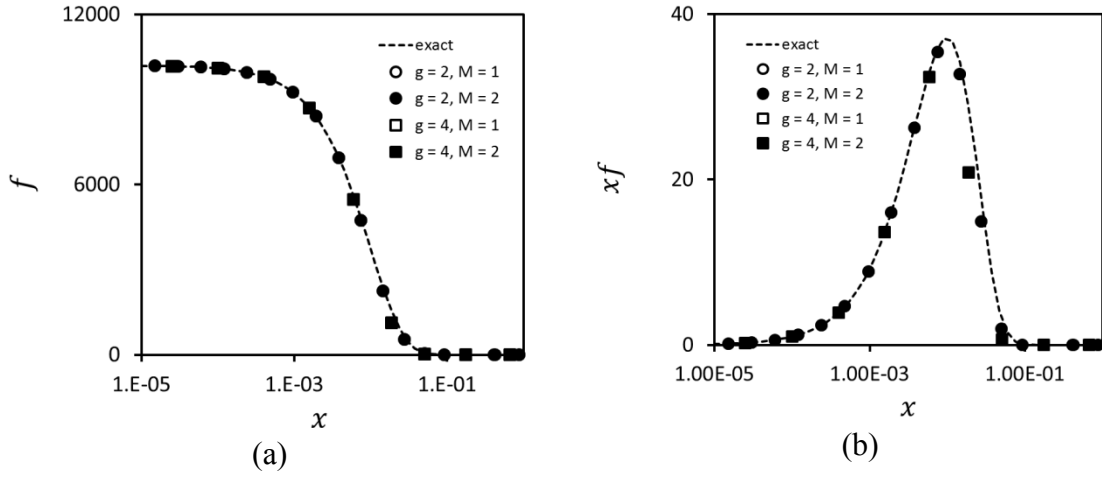 12000
6000
0
f
exact
g = 2, M = 1
g = 2, M = 2
g = 4, M = 1
g = 4, M = 2
1.E-05
1.E-03
1.E-01
x
(a)
40
20
0
xf
exact
g = 2, M = 1
g = 2, M = 2
g = 4, M = 1
g = 4, M = 2
1.00E-05
1.00E-03
1.00E-01
x
(b)